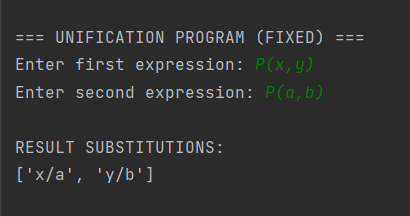 === UNIFICATION PROGRAM (FIXED) ===
Enter first expression: P(x,y)
Enter second expression: P(a,b)
RESULT SUBSTITUTIONS:
['x/a', 'y/b']